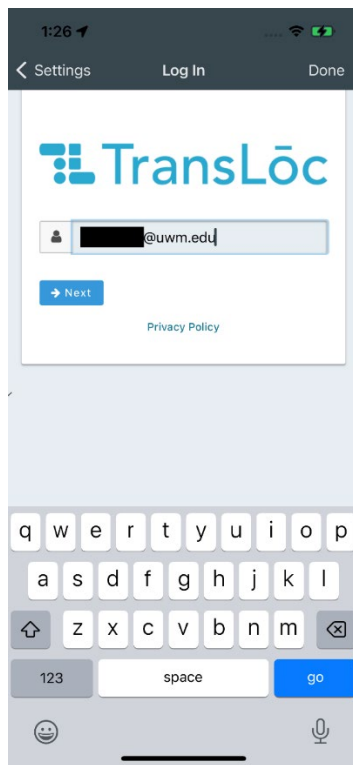 1:26
Settings Log In Done
TransLōc
@uwm.edu
Next
Privacy Policy
q w e r t y u i o p
a s d f g h j k l
z x c v b n m
123 space go